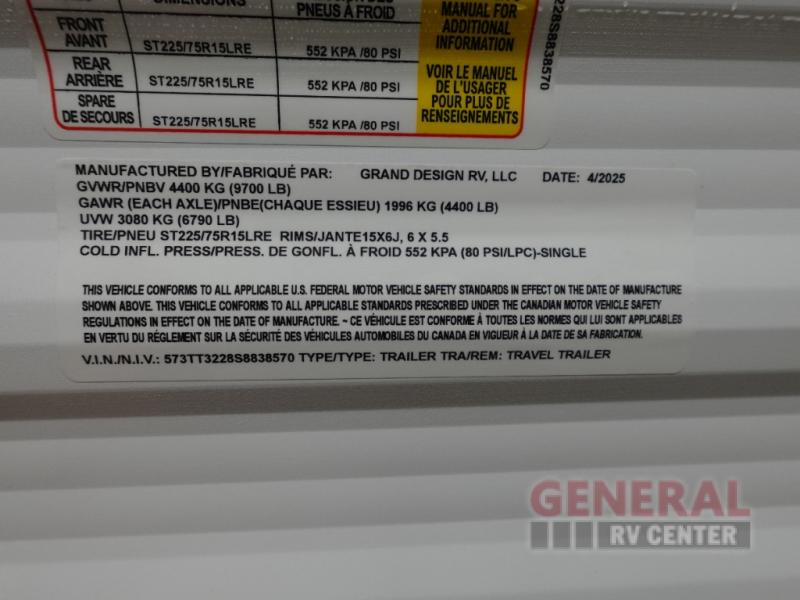 DIMENSIONS
PNEUS À FROID
MANUAL FOR
ADDITIONAL
INFORMATION
FRONT
AVANT
ST225/75R15LRE
552 KPA /80 PSI
REAR
ARRIÈRE
ST225/75R15LRE
552 KPA /80 PSI
VOIR LE MANUEL
DE L'USAGER
POUR PLUS DE
RENSEIGNEMENTS
SPARE
DE SECOURS
ST225/75R15LRE
552 KPA /80 PSI
228S8838570
MANUFACTURED BY/FABRIQUÉ PAR: GRAND DESIGN RV, LLC DATE: 4/2025
GVWR/PNBV 4400 KG (9700 LB)
GAWR (EACH AXLE)/PNBE(CHAQUE ESSIEU) 1996 KG (4400 LB)
UVW 3080 KG (6790 LB)
TIRE/PNEU ST225/75R15LRE RIMS/JANTE15X6J, 6 X 5.5
COLD INFL. PRESS/PRESS. DE GONFL. À FROID 552 KPA (80 PSI/LPC)-SINGLE
THIS VEHICLE CONFORMS TO ALL APPLICABLE U.S. FEDERAL MOTOR VEHICLE SAFETY STANDARDS IN EFFECT ON THE DATE OF MANUFACTURE
SHOWN ABOVE. THIS VEHICLE CONFORMS TO ALL APPLICABLE STANDARDS PRESCRIBED UNDER THE CANADIAN MOTOR VEHICLE SAFETY
REGULATIONS IN EFFECT ON THE DATE OF MANUFACTURE. ~ CE VÉHICULE EST CONFORME À TOUTES LES NORMES QUI LUI SONT APPLICABLES
EN VERTU DU RÉGLEMENT SUR LA SÉCURITÉ DES VÉHICULES AUTOMOBILES DU CANADA EN VIGUEUR À LA DATE DE SA FABRICATION.
V.I.N./N.I.V.: 573TT3228S8838570 TYPE/TYPE: TRAILER TRA/REM: TRAVEL TRAILER
GENERAL
RV CENTER